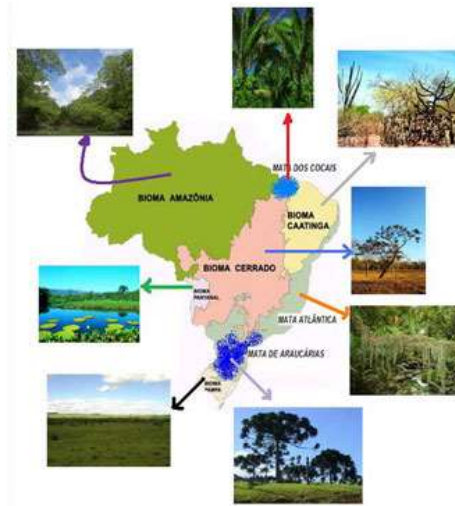 MATA DOS COCAIS
BIOMA AMAZÔNIA
BIOMA
CAATINGA
BIOMA CERRADO
BIOMA
PANTANAL
MATA ATLÂNTICA
MATA DE ARAUCÁRIAS
BIOMA
PAMPA